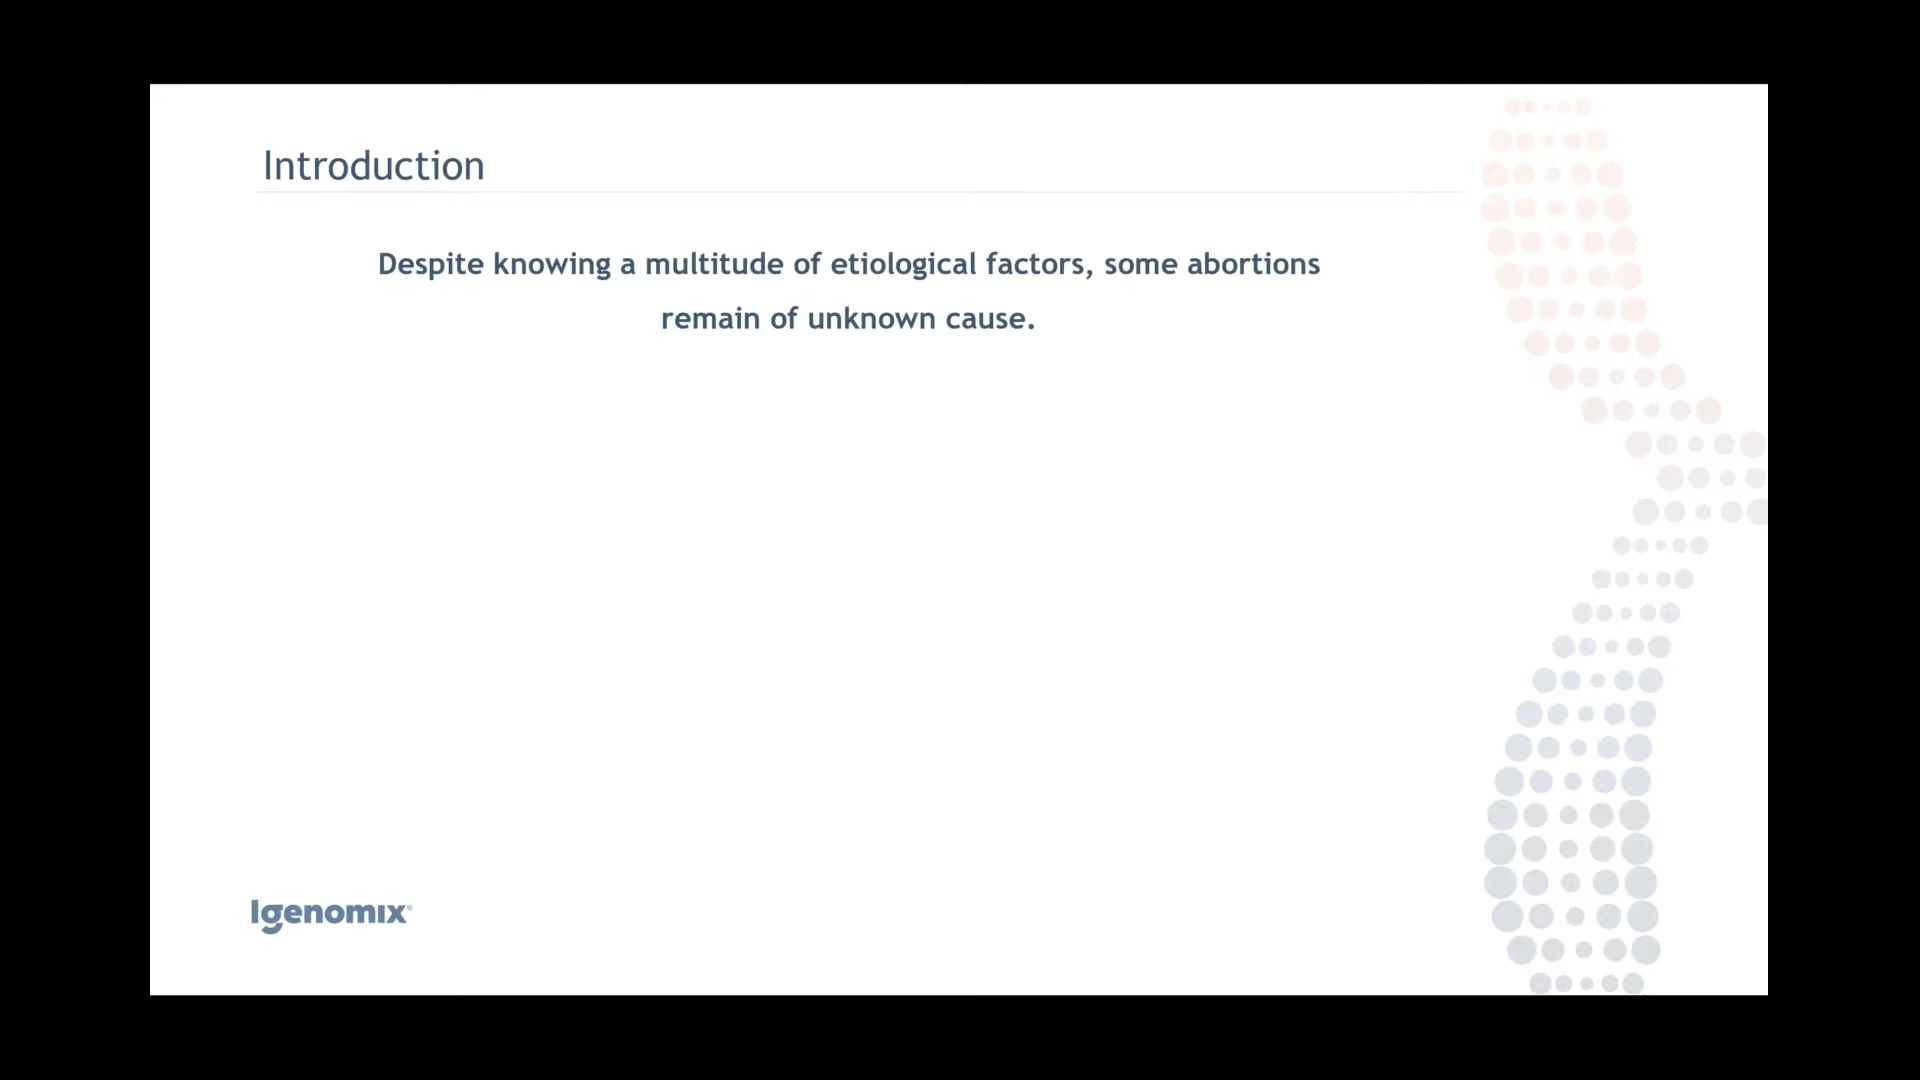 Introduction
Despite knowing a multitude of etiological factors, some abortions
remain of unknown cause.
Igenomix®